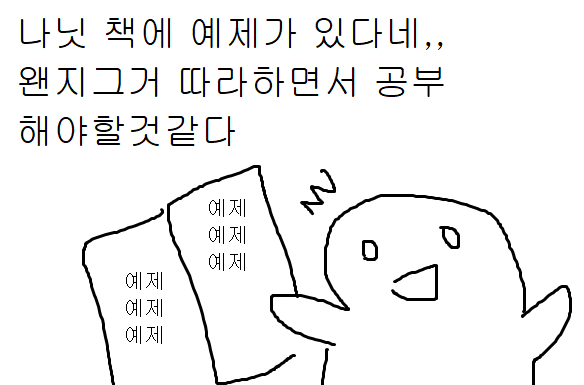 나닛 책에 예제가 있다네,,
왠지그거 따라하면서 공부
해야할것같다
예제
예제
예제
예제
예제
예제